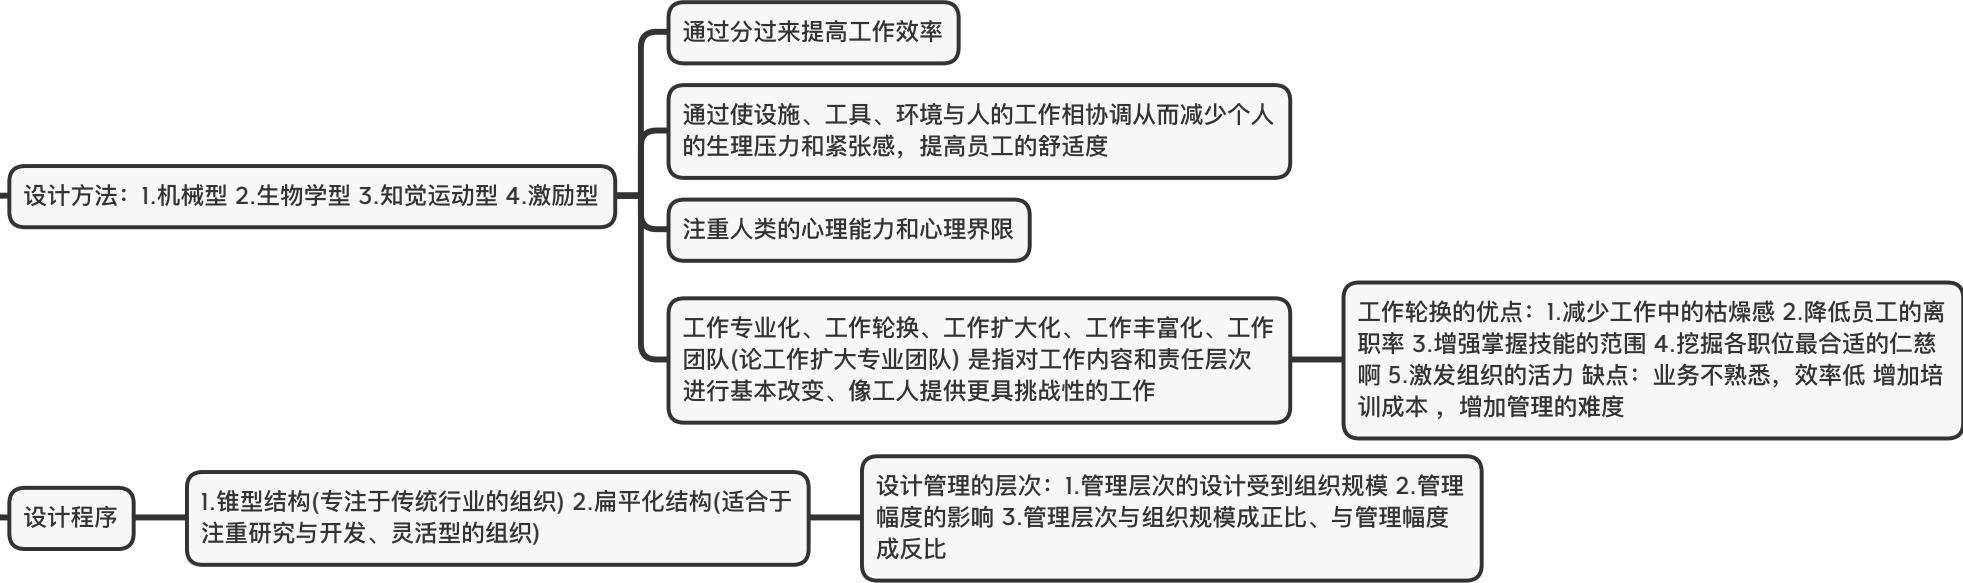 设计方法：1.机械型 2.生物学型 3.知觉运动型 4.激励型
通过分过来提高工作效率
通过使设施、工具、环境与人的工作相协调从而减少个人
的生理压力和紧张感，提高员工的舒适度
注重人类的心理能力和心理界限
工作专业化、工作轮换、工作扩大化、工作丰富化、工作
团队(论工作扩大专业团队) 是指对工作内容和责任层次
进行基本改变、像工人提供更具挑战性的工作
工作轮换的优点：1.减少工作中的枯燥感 2.降低员工的离
职率 3.增强掌握技能的范围 4.挖掘各职位最合适的仁慈
啊 5.激发组织的活力 缺点：业务不熟悉，效率低 增加培
训成本 ，增加管理的难度
设计程序
1.锥型结构(专注于传统行业的组织) 2.扁平化结构(适合于
注重研究与开发、灵活型的组织)
设计管理的层次：1.管理层次的设计受到组织规模 2.管理
幅度的影响 3.管理层次与组织规模成正比、与管理幅度
成反比